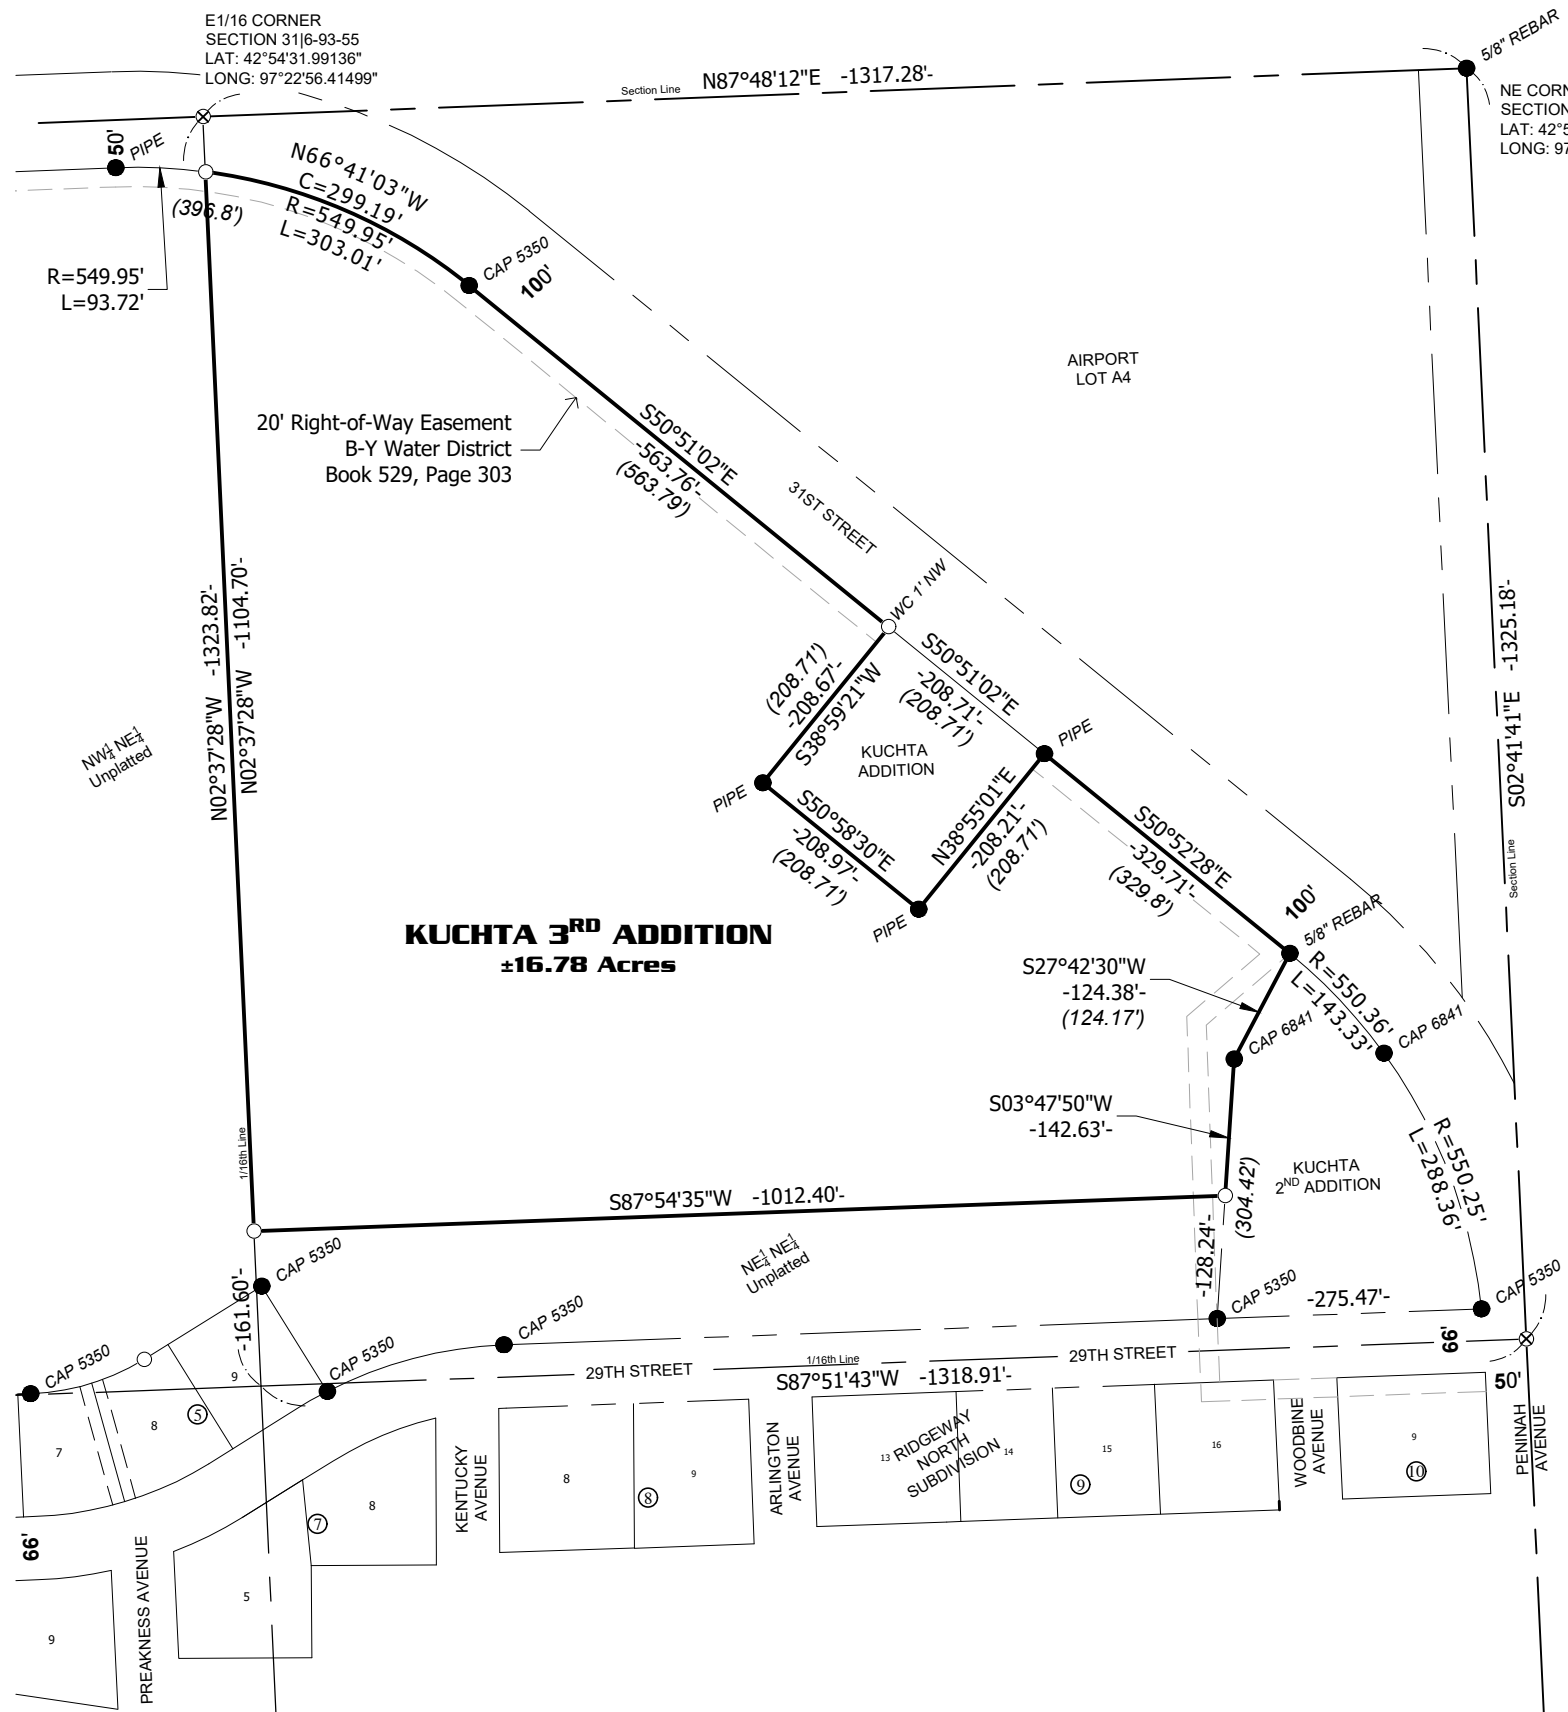 E1/16 CORNER
SECTION 31|6-93-55
LAT: 42°54'31.99136"
LONG: 97°22'56.41499"
Section Line
N87°48'12"E -1317.28'-
5/8" REBAR
NE CORN
SECTION
LAT: 42°5
LONG: 97
50'
PIPE
(396.8')
N66°41'03"W
C=299.19'
R=549.95'
L=303.01'
CAP 5350
100'
R=549.95'
L=93.72'
AIRPORT
LOT A4
20' Right-of-Way Easement
B-Y Water District
Book 529, Page 303
S50°51'02"E
-563.76'-
(563.79')
31ST STREET
WC 1' NW
N02°37'28"W -1323.82'-
N02°37'28"W -1104.70'-
S02°41'41"E -1325.18'-
Section Line
NW¼ NE¼
Unplatted
(208.71')
-208.67'-
S38°59'21"W
S50°51'02"E
-208.71'-
(208.71')
PIPE
KUCHTA
ADDITION
PIPE
S50°58'30"E
-208.97'-
(208.71')
N38°55'01"E
-208.21'-
(208.71')
PIPE
S50°52'28"E
-329.71'-
(329.8')
100'
5/8" REBAR
KUCHTA 3RD ADDITION
±16.78 Acres
S27°42'30"W
-124.38'-
(124.17')
R=550.36'
L=143.33'
CAP 6841
CAP 6841
S03°47'50"W
-142.63'-
1/16th Line
R=550.25'
L=288.36'
KUCHTA
2ND ADDITION
(304.42')
S87°54'35"W -1012.40'-
NE¼ NE¼
Unplatted
-128.24'-
CAP 5350
-161.60'-
CAP 5350
CAP 5350
-275.47'-
CAP 5350
66'
CAP 5350
CAP 5350
9
29TH STREET
1/16th Line
29TH STREET
S87°51'43"W -1318.91'-
50'
7
8
5
KENTUCKY
AVENUE
8
9
8
ARLINGTON
AVENUE
13
RIDGEWAY
NORTH
SUBDIVISION
14
15
9
16
WOODBINE
AVENUE
9
10
PENINAH
AVENUE
66'
8
7
5
PREAKNESS AVENUE
9